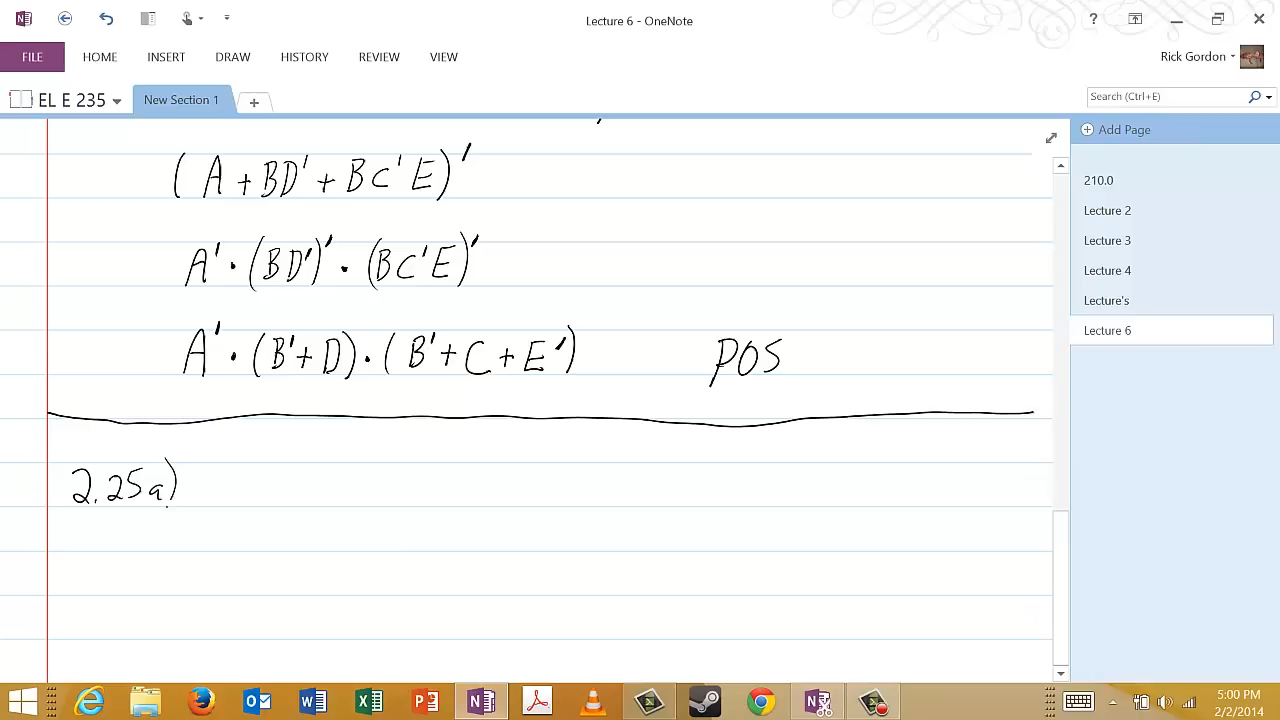 Lecture 6 - OneNote
?
FILE HOME INSERT DRAW HISTORY REVIEW VIEW
Rick Gordon
EL E 235 New Section 1 +
Search (Ctrl+E)
Add Page
210.0
Lecture 2
Lecture 3
Lecture 4
Lecture's
Lecture 6
(A+BD'+BC'E)'
A'·(BD')'·(BC'E)'
A'·(B'+D)·(B'+C+E') POS
2.25a)
5:00 PM
2/2/2014